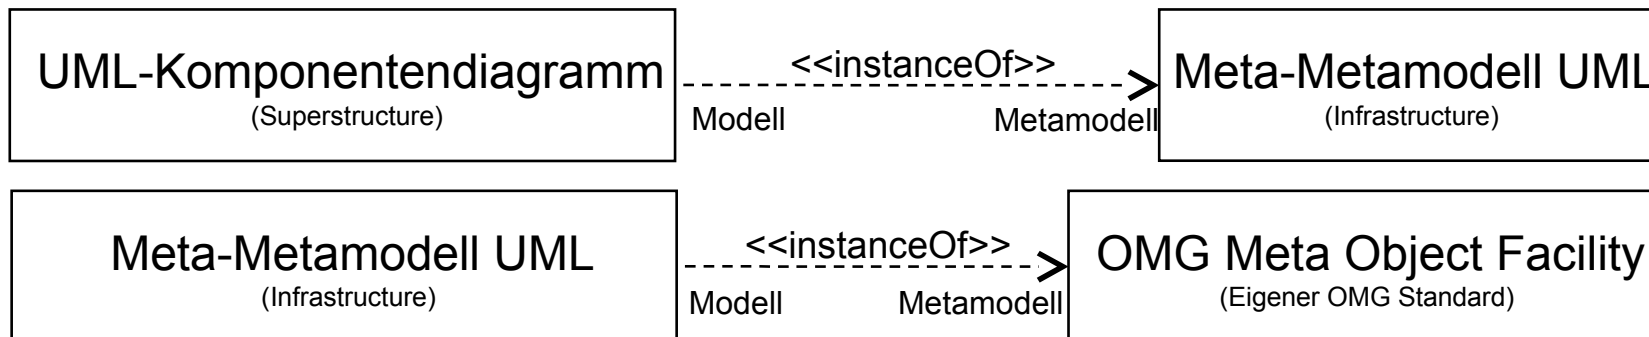 UML-Komponentendiagramm
(Superstructure)
<<instanceOf>>
Modell
Metamodell
Meta-Metamodell UML
(Infrastructure)
Meta-Metamodell UML
(Infrastructure)
<<instanceOf>>
Modell
Metamodell
OMG Meta Object Facility
(Eigener OMG Standard)